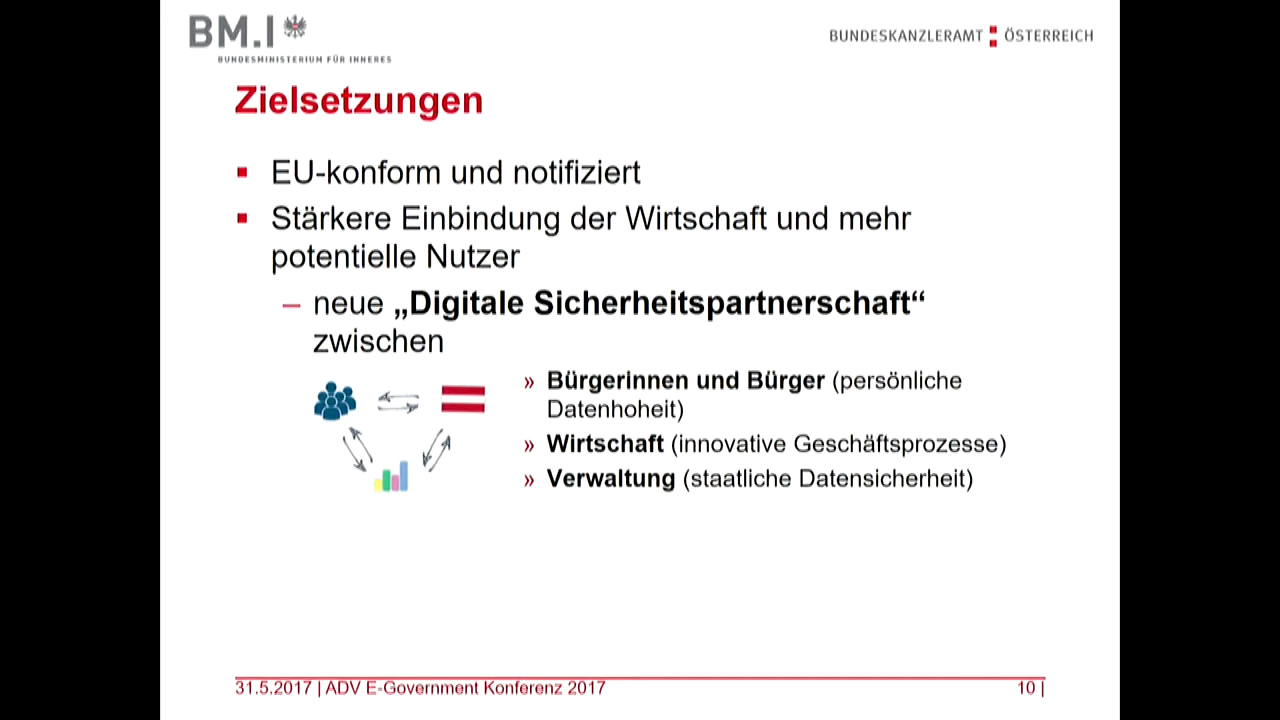 BM.I
BUNDESMINISTERIUM FÜR INNERES
BUNDESKANZLERAMT ÖSTERREICH
Zielsetzungen
EU-konform und notifiziert
Stärkere Einbindung der Wirtschaft und mehr
potentielle Nutzer
– neue „Digitale Sicherheitspartnerschaft“
zwischen
» Bürgerinnen und Bürger (persönliche
Datenhoheit)
» Wirtschaft (innovative Geschäftsprozesse)
» Verwaltung (staatliche Datensicherheit)
31.5.2017 | ADV E-Government Konferenz 2017
10 |